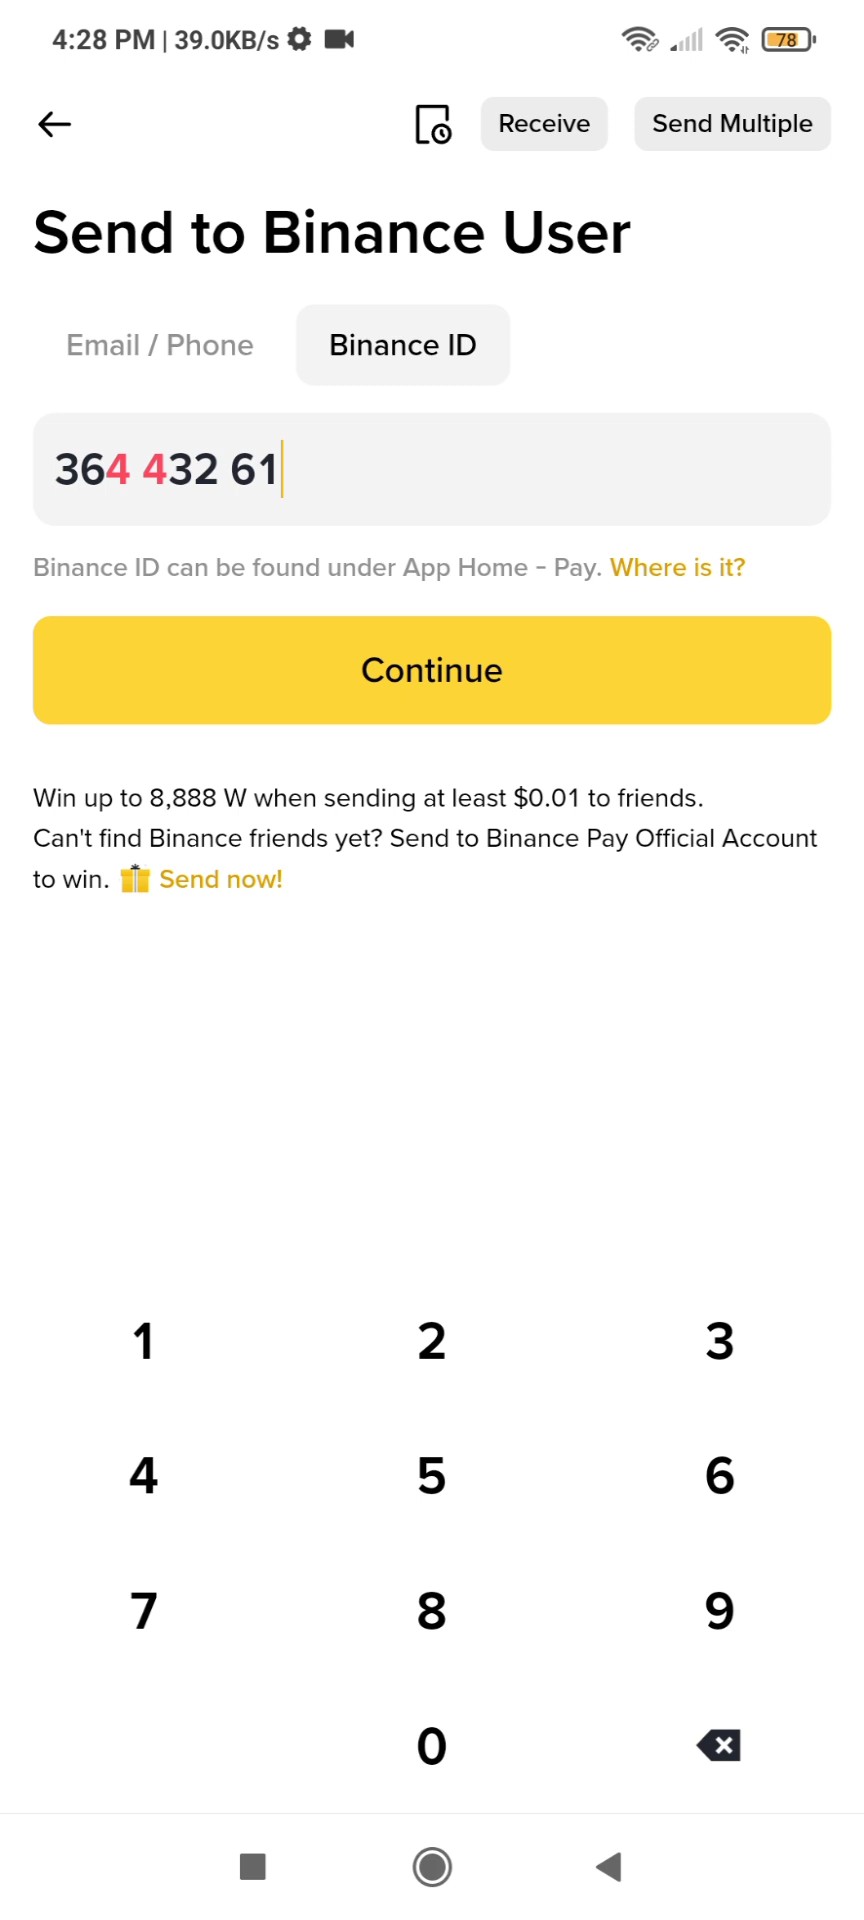 4:28 PM | 39.0KB/s
78
Receive
Send Multiple
Send to Binance User
Email / Phone
Binance ID
364 432 61
Binance ID can be found under App Home - Pay. Where is it?
Continue
Win up to 8,888 W when sending at least $0.01 to friends.
Can't find Binance friends yet? Send to Binance Pay Official Account
to win. Send now!
1 2 3
4 5 6
7 8 9
0